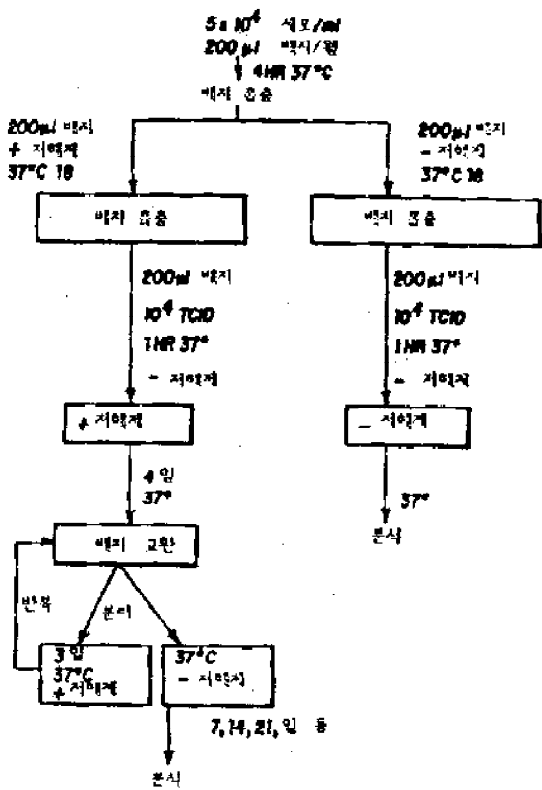 5 x 10⁴ 세포/ml
200 µl 배지/웰
4HR 37°C
배지 흡출
200µl 배지
+ 저해제
37°C 1일
200µl 배지
- 저해제
37°C 1일
배지 흡출
배지 흡출
200µl 배지
10⁴ TCID
1HR 37°
- 저해제
200µl 배지
10⁴ TCID
1HR 37°
- 저해제
+ 저해제
- 저해제
4일
37°
37°
분석
배지 교환
반복
분리
3일
37°C
+ 저해제
37°C
- 저해제
7, 14, 21, 일 등
분석